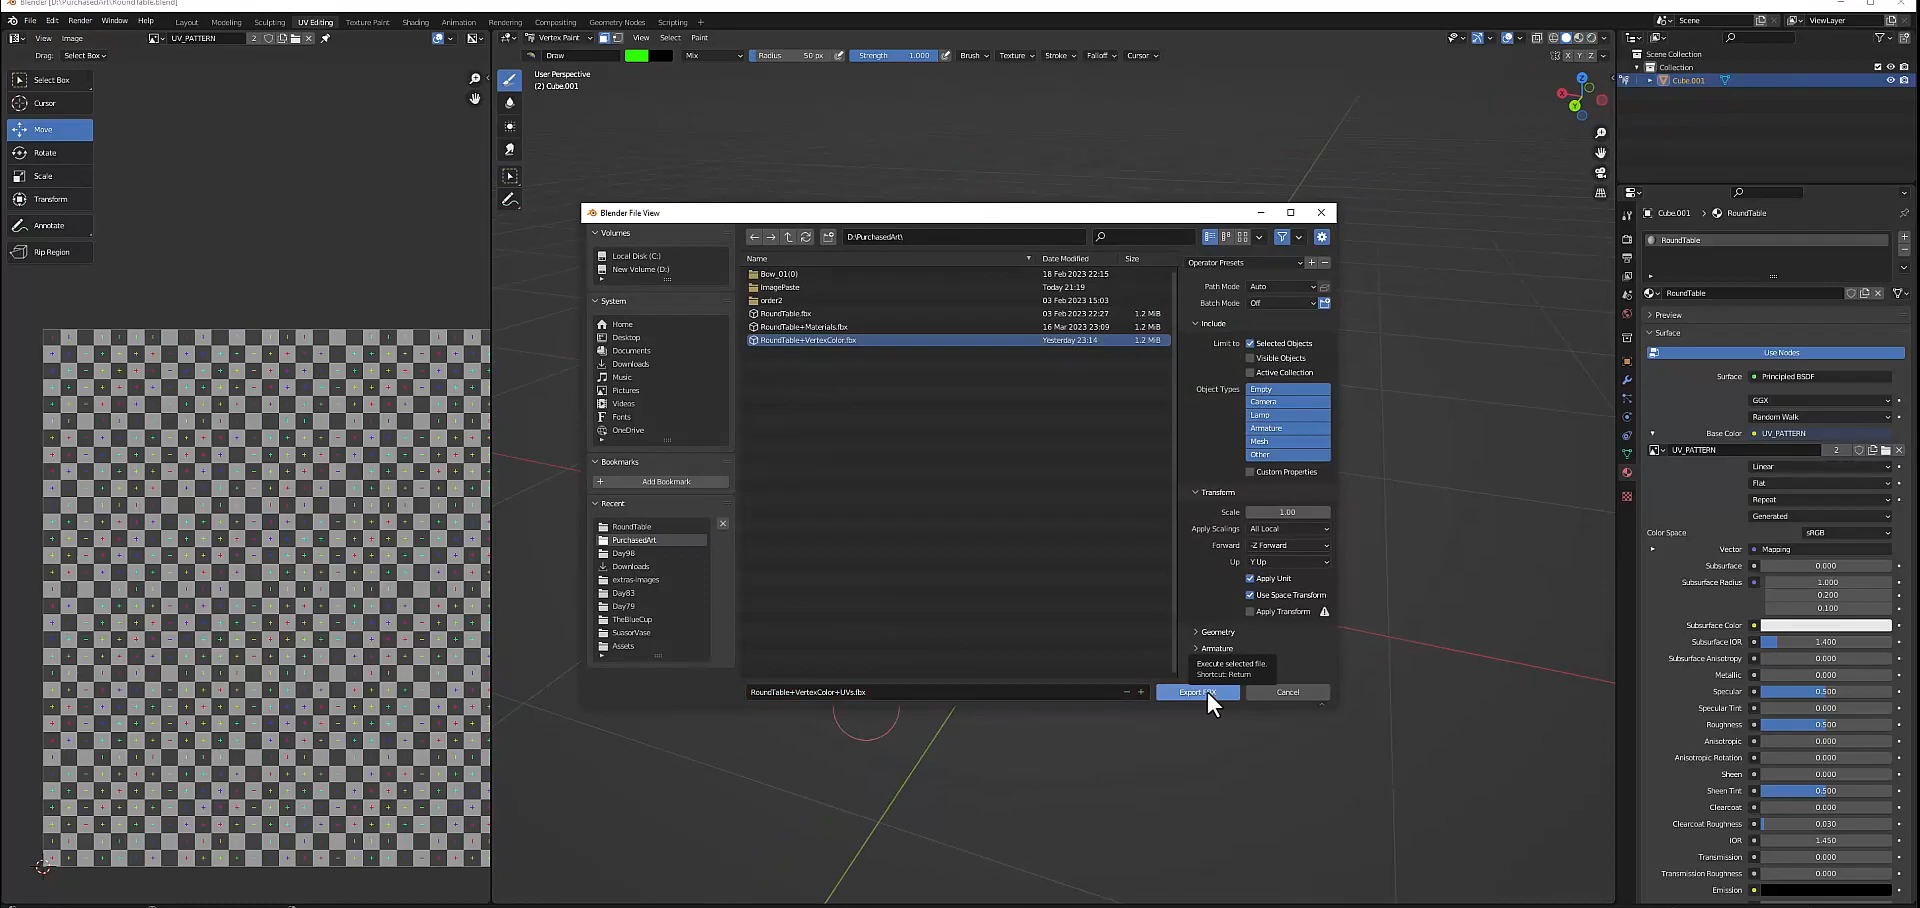 Blender [D:\PurchasedArt\RoundTable.blend]
File Edit Render Window Help Layout Modeling Sculpting UV Editing Texture Paint Shading Animation Rendering Compositing Geometry Nodes Scripting + Scene ViewLayer
View Image UV_PATTERN 2 Vertex Paint View Select Paint
Drag: Select Box Draw Mix Radius 50 px Strength 1.000 Brush Texture Stroke Falloff Cursor X Y Z
Select Box
Cursor
Move
Rotate
Scale
Transform
Annotate
Rip Region
User Perspective
(2) Cube.001
Z
X
Y
Scene Collection
Collection
Cube.001
Blender File View
Volumes
Local Disk (C:)
New Volume (D:)
System
Home
Desktop
Documents
Downloads
Music
Pictures
Videos
Fonts
OneDrive
Bookmarks
Add Bookmark
Recent
RoundTable
PurchasedArt
Day98
Downloads
extras-images
Day83
Day79
TheBlueCup
SuasorVase
Assets
D:\PurchasedArt\
Name Date Modified Size
Bow_01(0) 18 Feb 2023 22:15
ImagePaste Today 21:19
order2 03 Feb 2023 15:03
RoundTable.fbx 03 Feb 2023 22:27 1.2 MiB
RoundTable+Materials.fbx 16 Mar 2023 23:09 1.2 MiB
RoundTable+VertexColor.fbx Yesterday 23:14 1.2 MiB
RoundTable+VertexColor+UVs.fbx
Operator Presets
Path Mode Auto
Batch Mode Off
Include
Limit to Selected Objects
Visible Objects
Active Collection
Object Types Empty
Camera
Lamp
Armature
Mesh
Other
Custom Properties
Transform
Scale 1.00
Apply Scalings All Local
Forward -Z Forward
Up Y Up
Apply Unit
Use Space Transform
Apply Transform
Geometry
Armature
Execute selected file.
Shortcut: Return
Export FBX Cancel
Cube.001 RoundTable
RoundTable
RoundTable
Preview
Surface
Use Nodes
Surface Principled BSDF
GGX
Random Walk
Base Color UV_PATTERN
UV_PATTERN 2
Linear
Flat
Repeat
Generated
Color Space sRGB
Vector Mapping
Subsurface 0.000
Subsurface Radius 1.000
0.200
0.100
Subsurface Color
Subsurface IOR 1.400
Subsurface Anisotropy 0.000
Metallic 0.000
Specular 0.500
Specular Tint 0.000
Roughness 0.500
Anisotropic 0.000
Anisotropic Rotation 0.000
Sheen 0.000
Sheen Tint 0.500
Clearcoat 0.000
Clearcoat Roughness 0.030
IOR 1.450
Transmission 0.000
Transmission Roughness 0.000
Emission